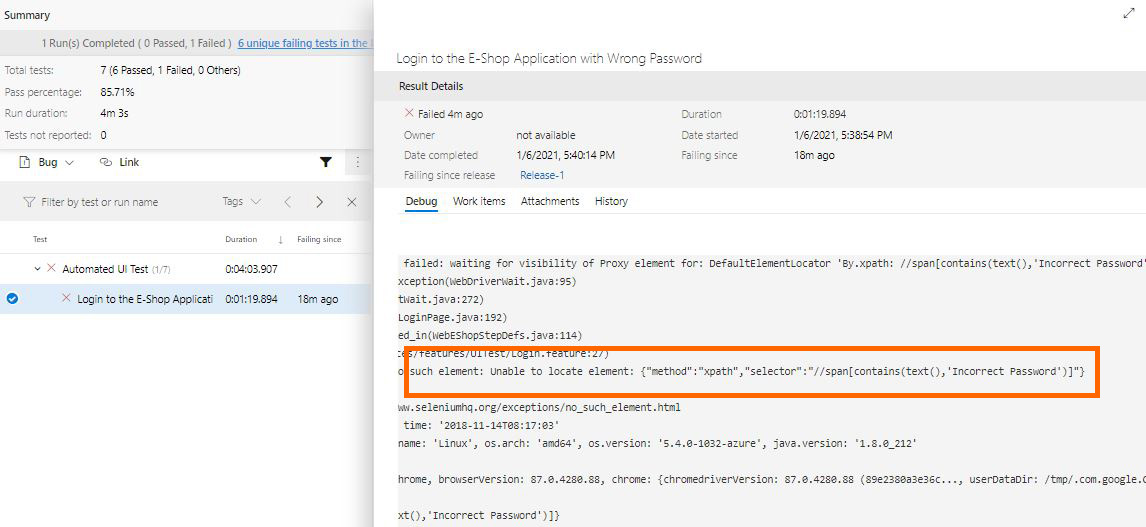 Summary
1 Run(s) Completed ( 0 Passed, 1 Failed ) 6 unique failing tests in the
Total tests: 7 (6 Passed, 1 Failed, 0 Others)
Pass percentage: 85.71%
Run duration: 4m 3s
Tests not reported: 0
Bug Link
Filter by test or run name Tags
Test Duration Failing since
Automated UI Test (1/7) 0:04:03.907
Login to the E-Shop Applicati 0:01:19.894 18m ago
Login to the E-Shop Application with Wrong Password
Result Details
Failed 4m ago Duration 0:01:19.894
Owner not available Date started 1/6/2021, 5:38:54 PM
Date completed 1/6/2021, 5:40:14 PM Failing since 18m ago
Failing since release Release-1
Debug Work items Attachments History
failed: waiting for visibility of Proxy element for: DefaultElementLocator 'By.xpath: //span[contains(text(),'Incorrect Password'
xception(WebDriverWait.java:95)
tWait.java:272)
LoginPage.java:192)
ed_in(WebEShopStepDefs.java:114)
ces/features/UITest/Login.feature:27)
such element: Unable to locate element: {"method":"xpath","selector":"//span[contains(text(),'Incorrect Password')]"}
ww.seleniumhq.org/exceptions/no_such_element.html
time: '2018-11-14T08:17:03'
name: 'Linux', os.arch: 'amd64', os.version: '5.4.0-1032-azure', java.version: '1.8.0_212'
hrome, browserVersion: 87.0.4280.88, chrome: {chromedriverVersion: 87.0.4280.88 (89e2380a3e36c..., userDataDir: /tmp/.com.google.C
xt(),'Incorrect Password')]}